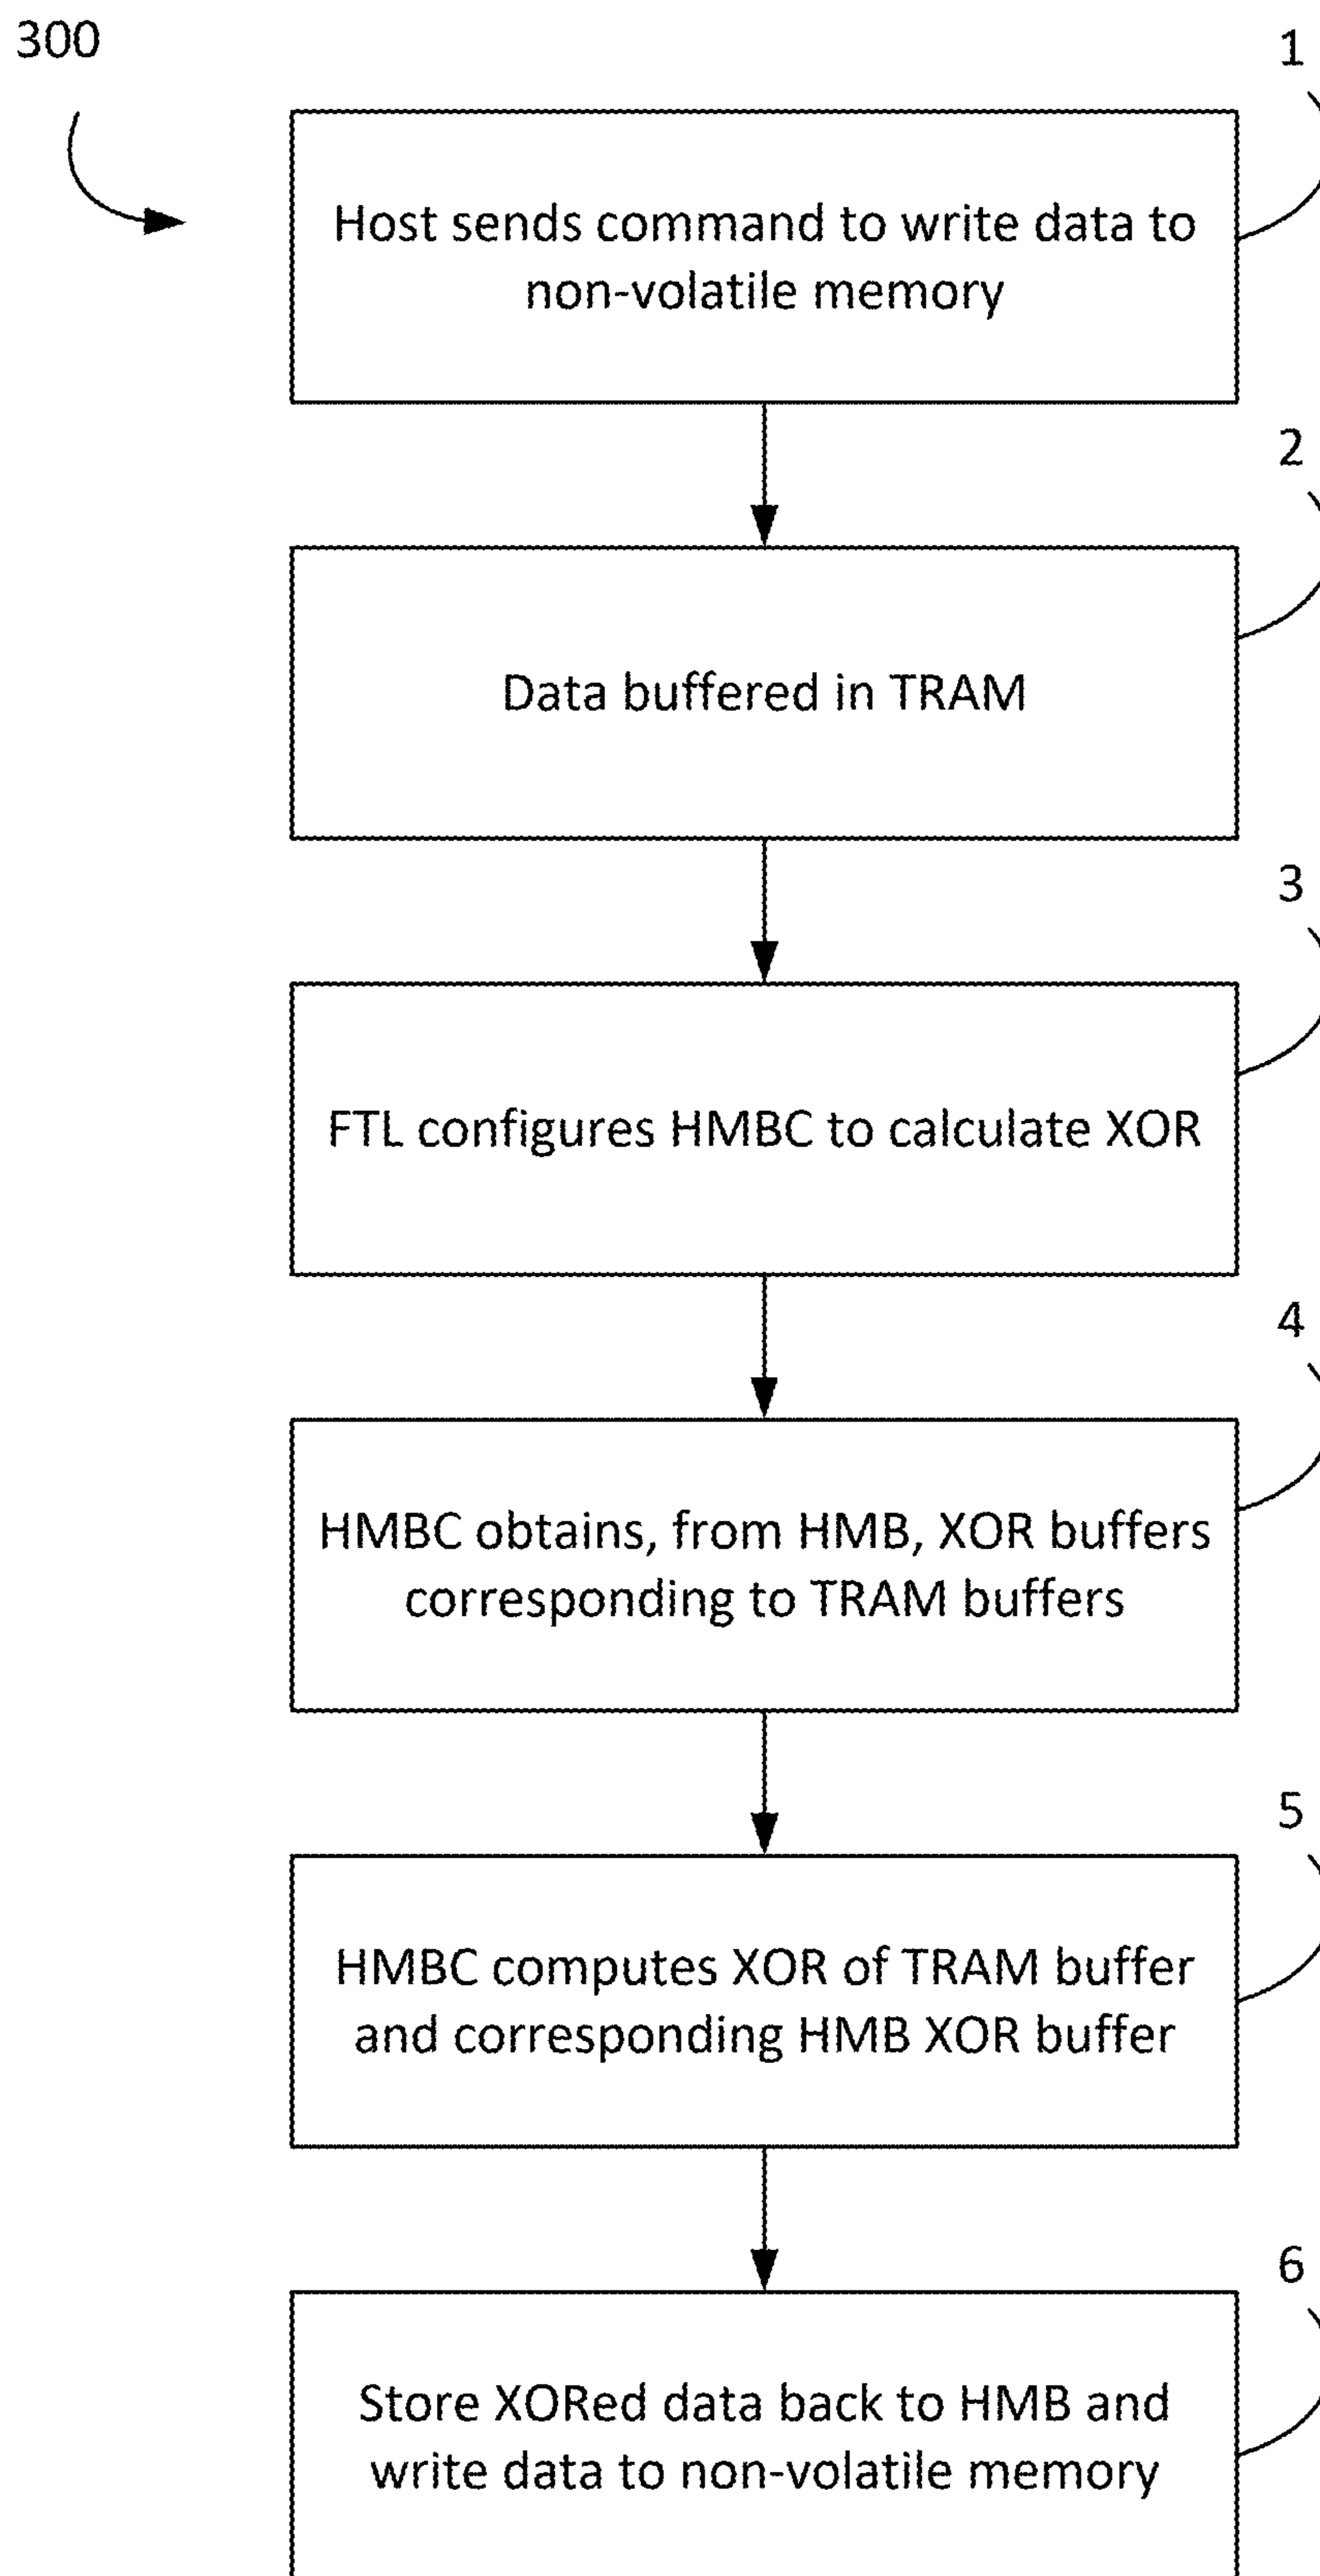 300
1
Host sends command to write data to
non-volatile memory
2
Data buffered in TRAM
3
FTL configures HMBC to calculate XOR
4
HMBC obtains, from HMB, XOR buffers
corresponding to TRAM buffers
5
HMBC computes XOR of TRAM buffer
and corresponding HMB XOR buffer
6
Store XORed data back to HMB and
write data to non-volatile memory